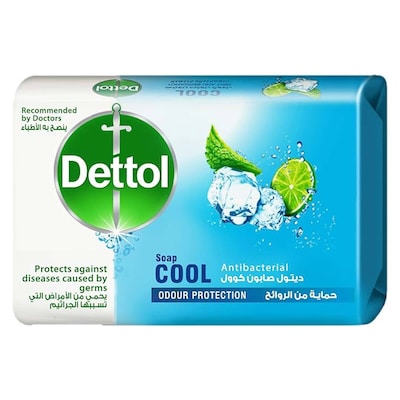 Recommended
by Doctors
ينصح به الأطباء
Dettol
Protects against
diseases caused by
germs
يحمي من الأمراض التي
تسببها الجراثيم
Soap
COOL
Antibacterial
ديتول صابون كوول
ODOUR PROTECTION
حماية من الروائح